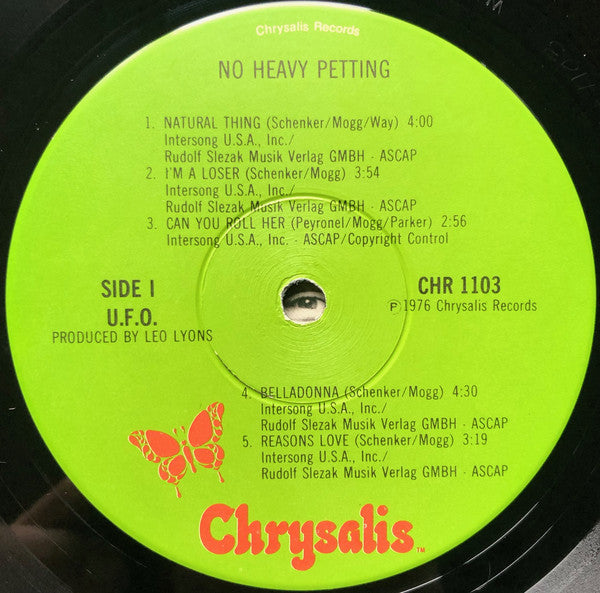 Chrysalis Records
NO HEAVY PETTING
1. NATURAL THING (Schenker/Mogg/Way) 4:00
Intersong U.S.A., Inc./
Rudolf Slezak Musik Verlag GMBH - ASCAP
2. I'M A LOSER (Schenker/Mogg) 3:54
Intersong U.S.A., Inc./
Rudolf Slezak Musik Verlag GMBH - ASCAP
3. CAN YOU ROLL HER (Peyronel/Mogg/Parker) 2:56
Intersong U.S.A., Inc. - ASCAP/Copyright Control
SIDE I
U.F.O.
PRODUCED BY LEO LYONS
CHR 1103
℗1976 Chrysalis Records
4. BELLADONNA (Schenker/Mogg) 4:30
Intersong U.S.A., Inc./
Rudolf Slezak Musik Verlag GMBH - ASCAP
5. REASONS LOVE (Schenker/Mogg) 3:19
Intersong U.S.A., Inc./
Rudolf Slezak Musik Verlag GMBH - ASCAP
Chrysalis™